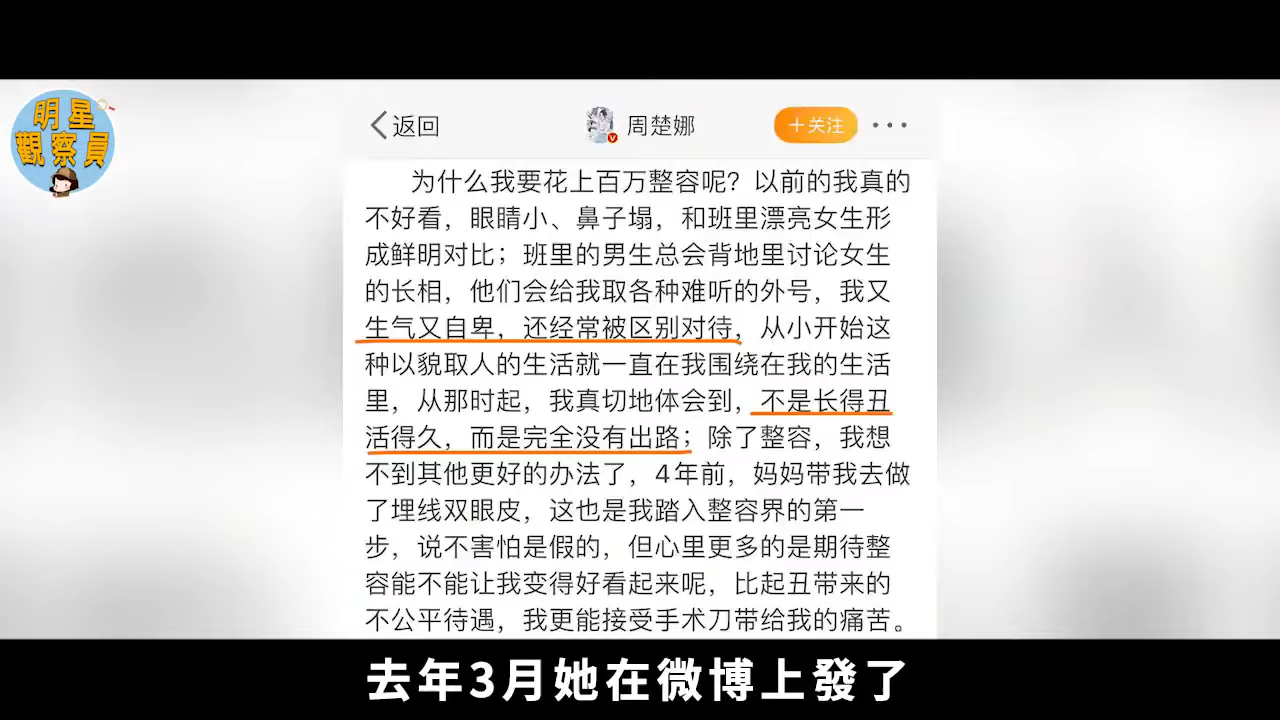 明星
觀察員
返回
周楚娜
+关注
为什么我要花上百万整容呢？以前的我真的
不好看，眼睛小、鼻子塌，和班里漂亮女生形
成鲜明对比；班里的男生总会背地里讨论女生
的长相，他们会给我取各种难听的外号，我又
生气又自卑，还经常被区别对待，从小开始这
种以貌取人的生活就一直在我围绕在我的生活
里，从那时起，我真切地体会到，不是长得丑
活得久，而是完全没有出路；除了整容，我想
不到其他更好的办法了，4年前，妈妈带我去做
了埋线双眼皮，这也是我踏入整容界的第一
步，说不害怕是假的，但心里更多的是期待整
容能不能让我变得好看起来呢，比起丑带来的
不公平待遇，我更能接受手术刀带给我的痛苦。
去年3月她在微博上發了